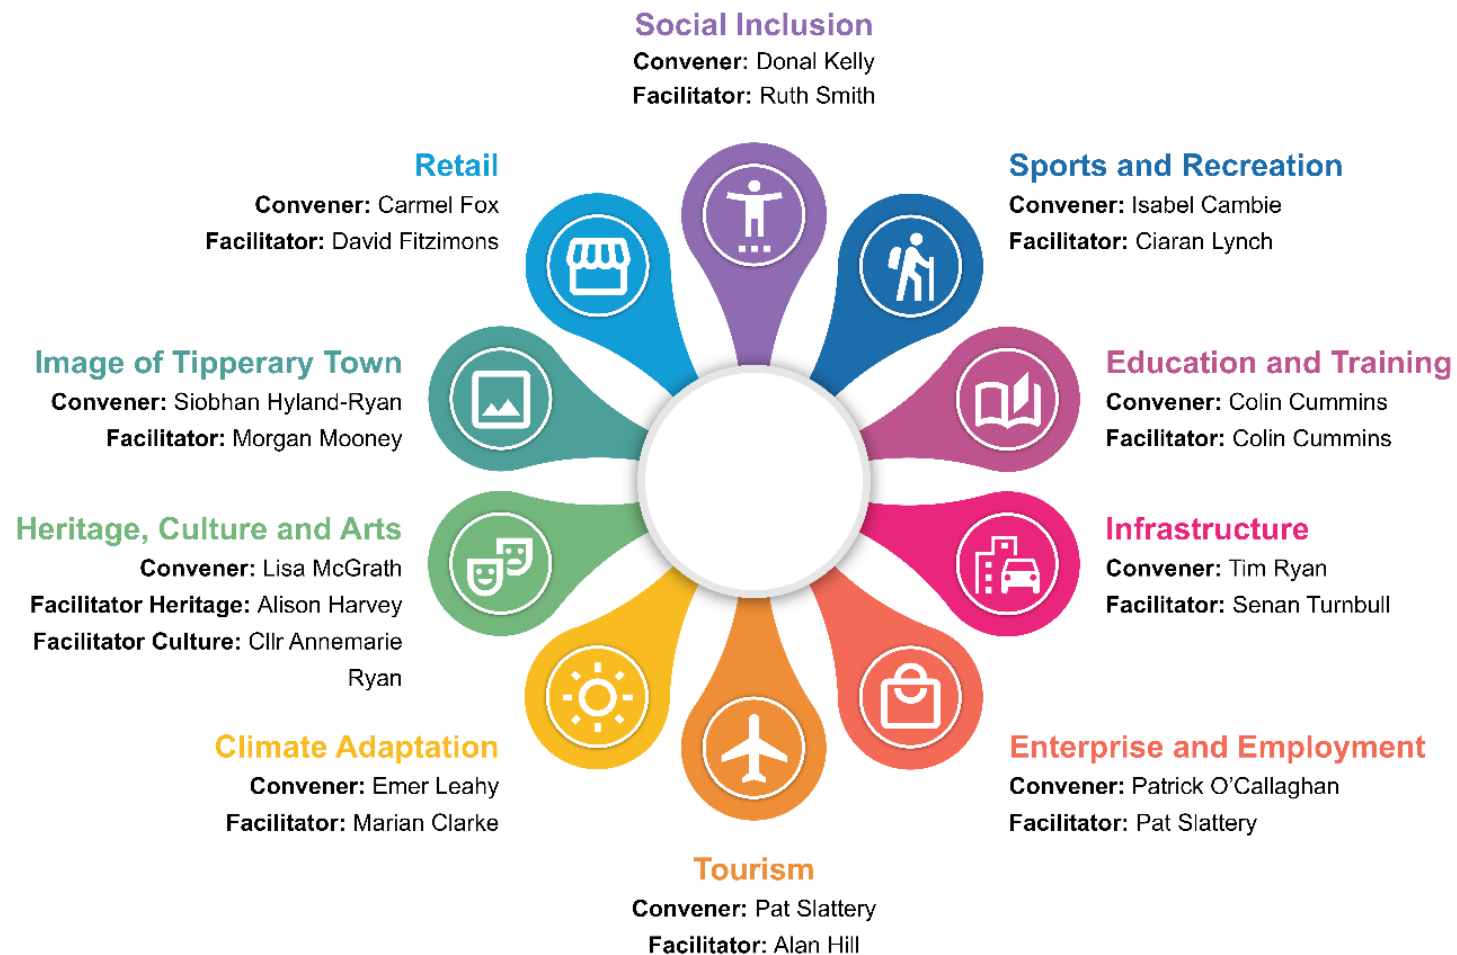 Social Inclusion
Convener: Donal Kelly
Facilitator: Ruth Smith
Retail
Convener: Carmel Fox
Facilitator: David Fitzimons
Sports and Recreation
Convener: Isabel Cambie
Facilitator: Ciaran Lynch
Image of Tipperary Town
Convener: Siobhan Hyland-Ryan
Facilitator: Morgan Mooney
Education and Training
Convener: Colin Cummins
Facilitator: Colin Cummins
Heritage, Culture and Arts
Convener: Lisa McGrath
Facilitator Heritage: Alison Harvey
Facilitator Culture: Cllr Annemarie
Ryan
Infrastructure
Convener: Tim Ryan
Facilitator: Senan Turnbull
Climate Adaptation
Convener: Emer Leahy
Facilitator: Marian Clarke
Enterprise and Employment
Convener: Patrick O’Callaghan
Facilitator: Pat Slattery
Tourism
Convener: Pat Slattery
Facilitator: Alan Hill